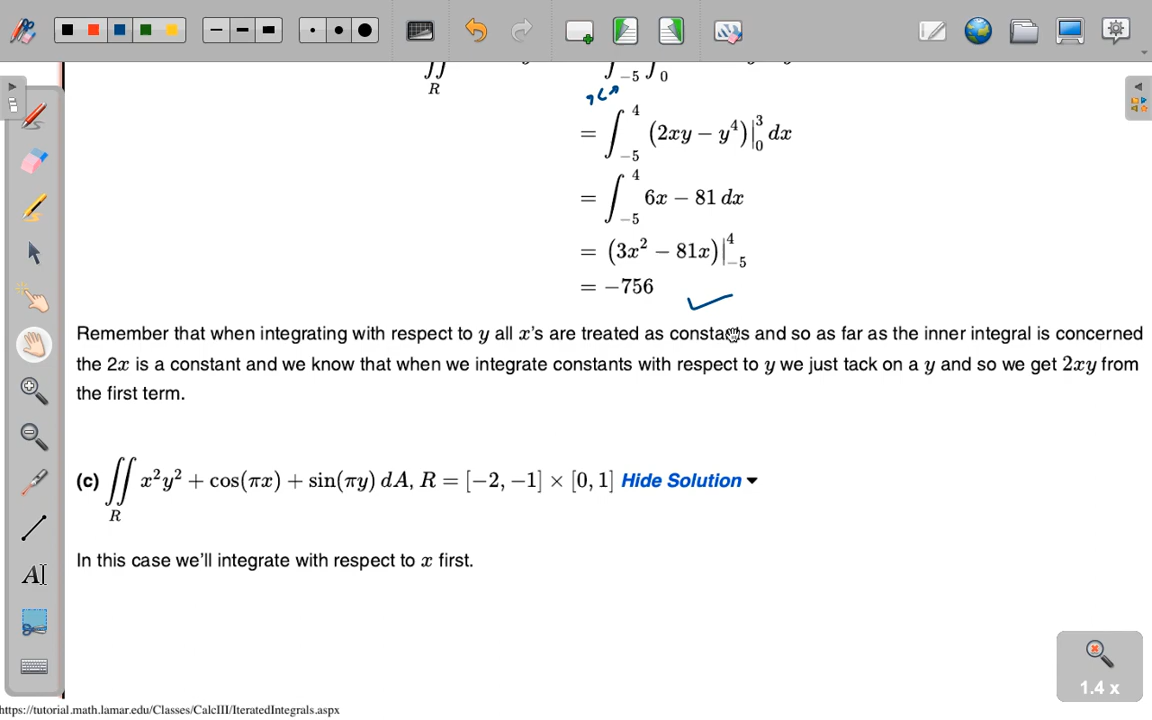 R
−5 0
= ∫_{−5}^{4} (2xy − y⁴)|₀³ dx
= ∫_{−5}^{4} 6x − 81 dx
= (3x² − 81x)|_{−5}^{4}
= −756
Remember that when integrating with respect to y all x's are treated as constants and so as far as the inner integral is concerned
the 2x is a constant and we know that when we integrate constants with respect to y we just tack on a y and so we get 2xy from
the first term.
(c) ∬_R x²y² + cos(πx) + sin(πy) dA, R = [−2, −1] × [0, 1] Hide Solution
In this case we'll integrate with respect to x first.
A
1.4 x
https://tutorial.math.lamar.edu/Classes/CalcIII/IteratedIntegrals.aspx